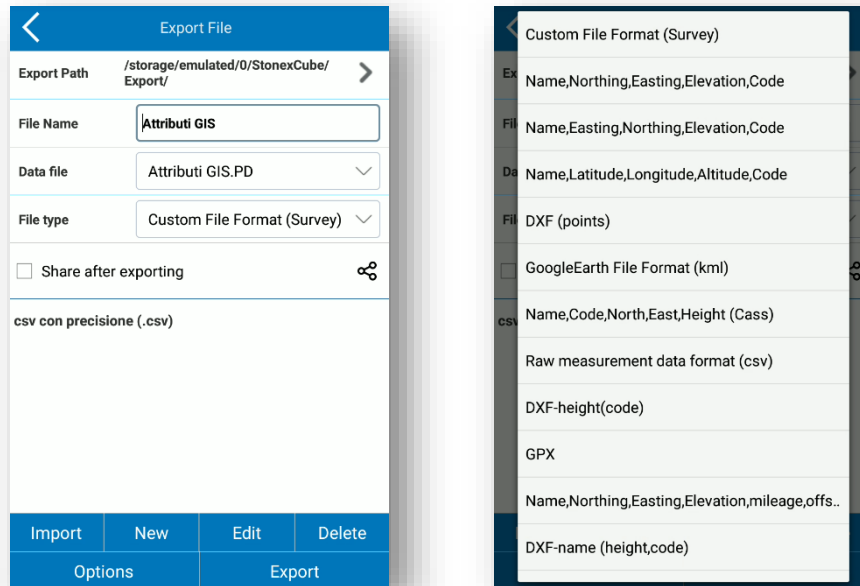 Export File
Export Path
/storage/emulated/0/StonexCube/
Export/
File Name
Attributi GIS
Data file
Attributi GIS.PD
File type
Custom File Format (Survey)
Share after exporting
csv con precisione (.csv)
Import
New
Edit
Delete
Options
Export
Custom File Format (Survey)
Name,Northing,Easting,Elevation,Code
Name,Easting,Northing,Elevation,Code
Name,Latitude,Longitude,Altitude,Code
DXF (points)
GoogleEarth File Format (kml)
Name,Code,North,East,Height (Cass)
Raw measurement data format (csv)
DXF-height(code)
GPX
Name,Northing,Easting,Elevation,mileage,offs..
DXF-name (height,code)